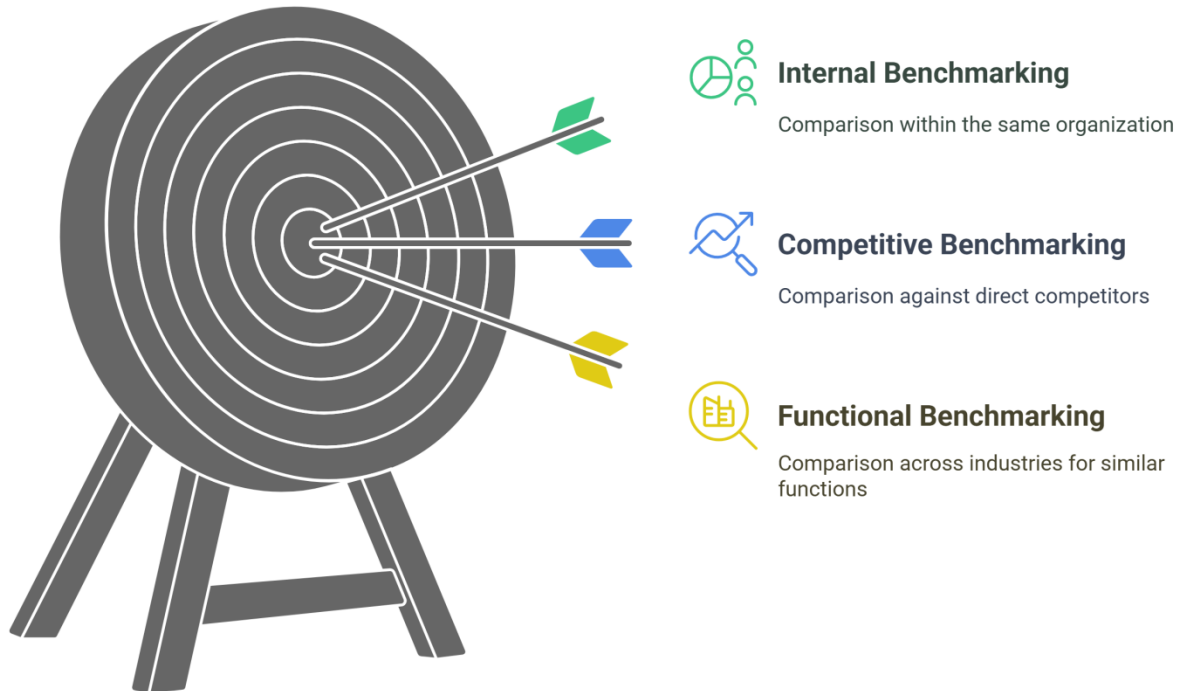 Internal Benchmarking
Comparison within the same organization
Competitive Benchmarking
Comparison against direct competitors
Functional Benchmarking
Comparison across industries for similar
functions